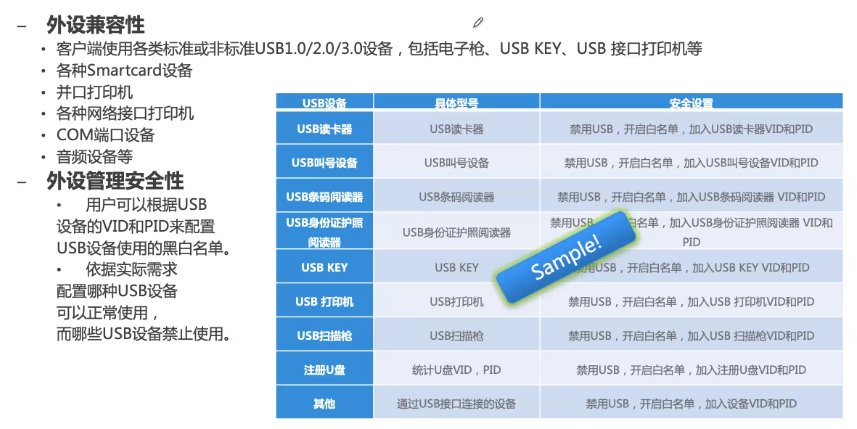 – 外设兼容性
• 客户端使用各类标准或非标准USB1.0/2.0/3.0设备，包括电子枪、USB KEY、USB 接口打印机等
• 各种Smartcard设备
• 并口打印机
• 各种网络接口打印机
• COM端口设备
• 音频设备等
– 外设管理安全性
• 用户可以根据USB
设备的VID和PID来配置
USB设备使用的黑白名单。
• 依据实际需求
配置哪种USB设备
可以正常使用，
而哪些USB设备禁止使用。
USB设备 具体型号 安全设置
USB读卡器 USB读卡器 禁用USB，开启白名单，加入USB读卡器VID和PID
USB叫号设备 USB叫号设备 禁用USB，开启白名单，加入USB叫号设备VID和PID
USB条码阅读器 USB条码阅读器 禁用USB，开启白名单，加入USB条码阅读器 VID和PID
USB身份证护照
阅读器
USB身份证护照阅读器
禁用USB 白名单，加入USB身份证护照阅读器 VID和
PID
USB KEY USB KEY 禁用USB，开启白名单，加入USB KEY VID和PID
USB 打印机 USB打印机 禁用USB，开启白名单，加入USB 打印机VID和PID
USB扫描枪 USB扫描枪 禁用USB，开启白名单，加入USB 扫描枪VID和PID
注册U盘 统计U盘VID，PID 禁用USB，开启白名单，加入注册U盘VID和PID
其他 通过USB接口连接的设备 禁用USB，开启白名单，加入设备VID和PID
Sample!